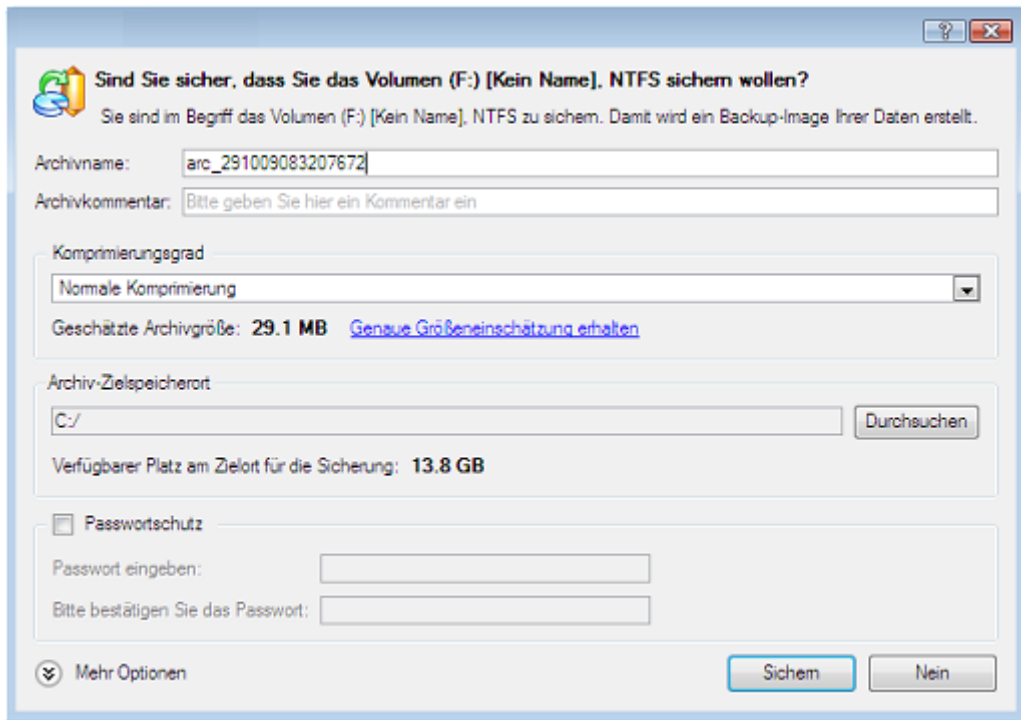 Sind Sie sicher, dass Sie das Volumen (F:) [Kein Name], NTFS sichern wollen?
Sie sind im Begriff das Volumen (F:) [Kein Name], NTFS zu sichern. Damit wird ein Backup-Image Ihrer Daten erstellt.
Archivname: arc_291009083207672
Archivkommentar: Bitte geben Sie hier ein Kommentar ein
Komprimierungsgrad
Normale Komprimierung
Geschätzte Archivgröße: 29.1 MB Genaue Größeneinschätzung erhalten
Archiv-Zielspeicherort
C:/ Durchsuchen
Verfügbarer Platz am Zielort für die Sicherung: 13.8 GB
Passwortschutz
Passwort eingeben:
Bitte bestätigen Sie das Passwort:
Mehr Optionen Sichern Nein